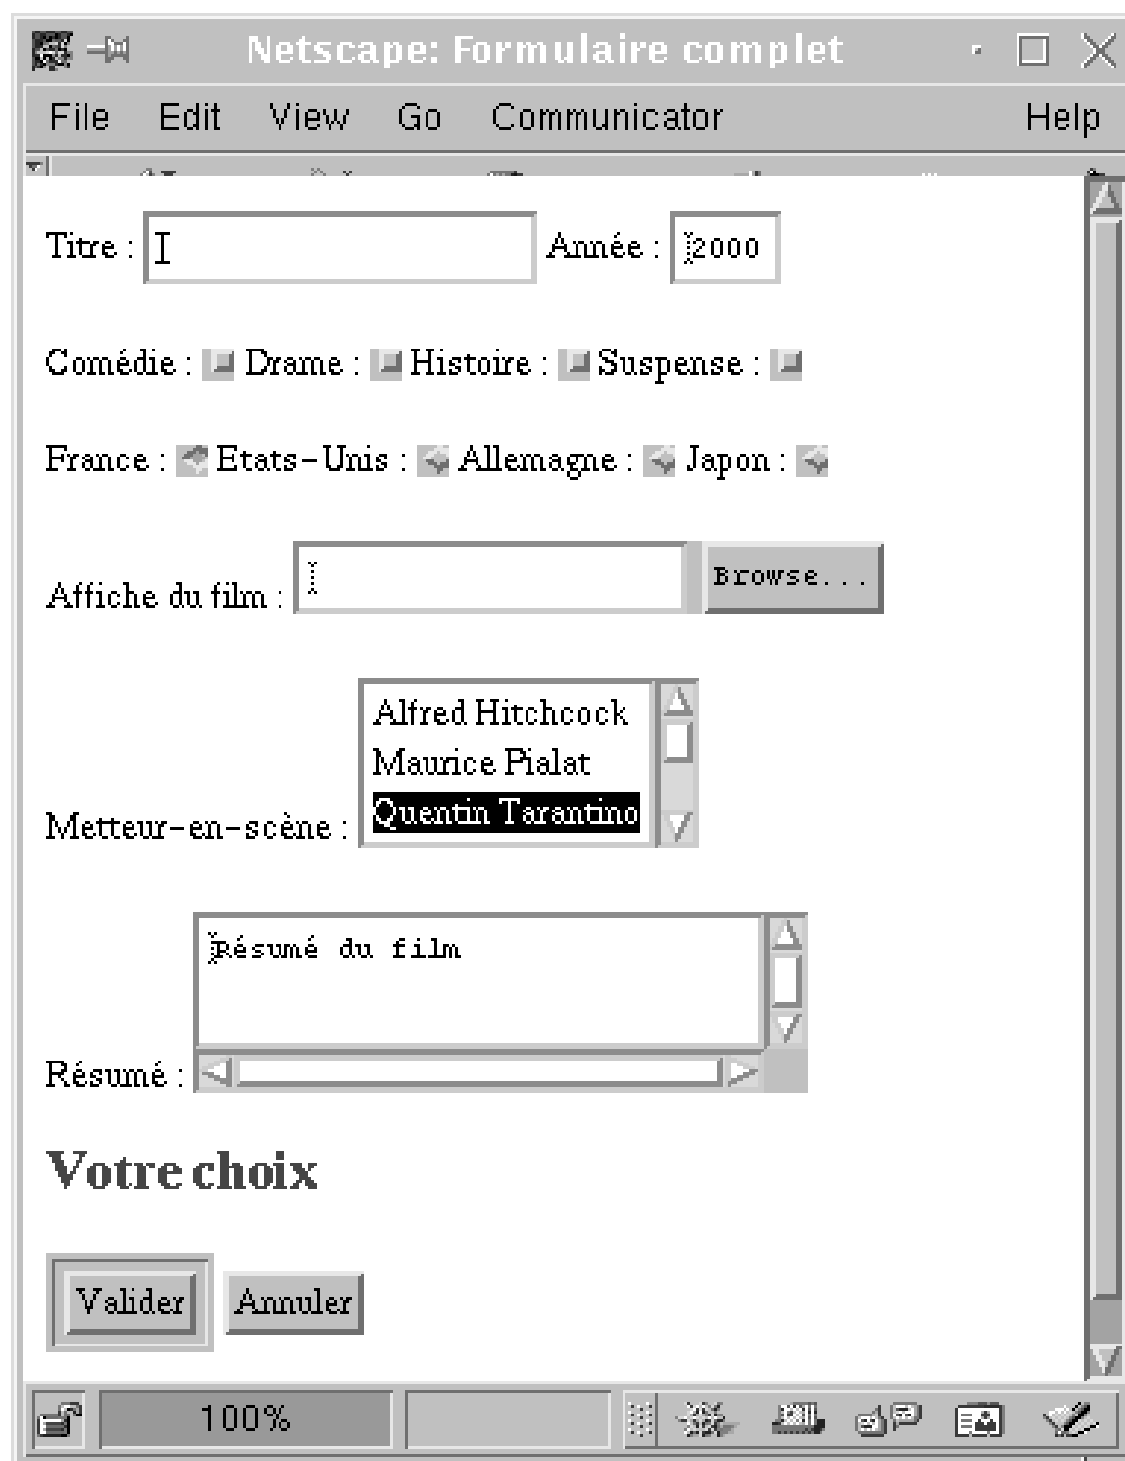 Netscape: Formulaire complet
File Edit View Go Communicator Help
Titre : Année : 2000
Comédie : Drame : Histoire : Suspense :
France : Etats-Unis : Allemagne : Japon :
Affiche du film : Browse...
Alfred Hitchcock
Maurice Pialat
Metteur-en-scène : Quentin Tarantino
Résumé du film
Résumé :
Votre choix
Valider Annuler
100%